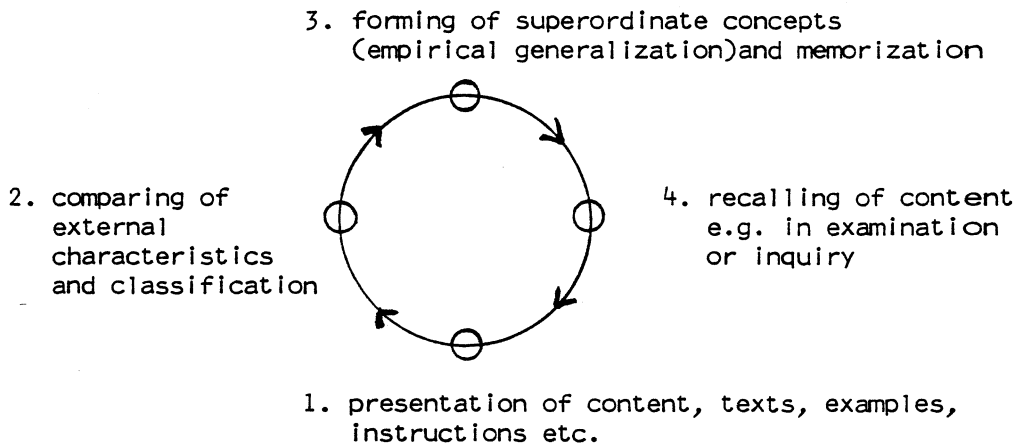 3. forming of superordinate concepts
(empirical generalization)and memorization
2. comparing of
external
characteristics
and classification
4. recalling of content
e.g. in examination
or inquiry
1. presentation of content, texts, examples,
instructions etc.